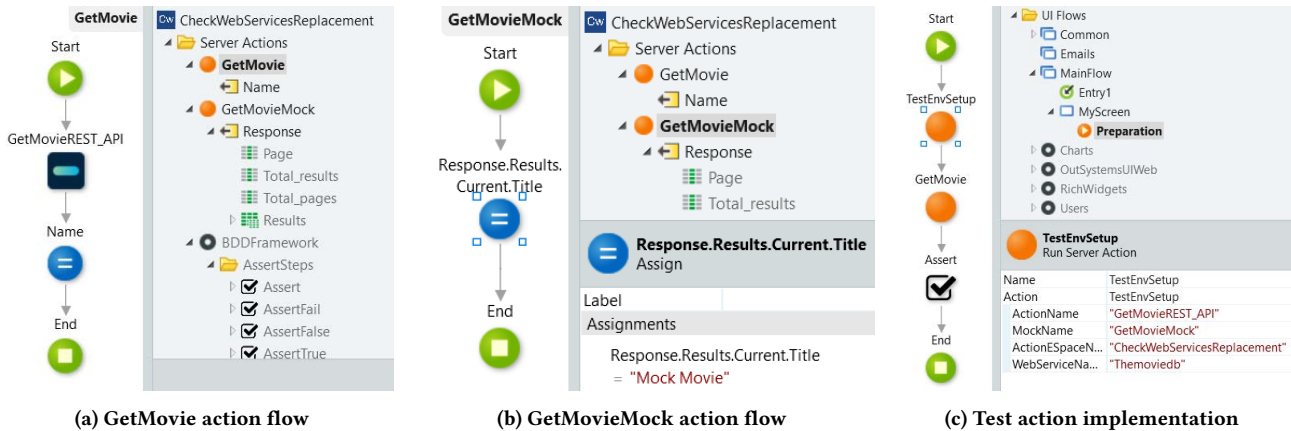 GetMovie
Start
GetMovieREST_API
Name
End
Cw CheckWebServicesReplacement
Server Actions
GetMovie
Name
GetMovieMock
Response
Page
Total_results
Total_pages
Results
BDDFramework
AssertSteps
Assert
AssertFail
AssertFalse
AssertTrue
(a) GetMovie action flow
GetMovieMock
Start
Response.Results.
Current.Title
End
Cw CheckWebServicesReplacement
Server Actions
GetMovie
Name
GetMovieMock
Response
Page
Total_results
Response.Results.Current.Title
Assign
Label
Assignments
Response.Results.Current.Title
= "Mock Movie"
(b) GetMovieMock action flow
Start
TestEnvSetup
GetMovie
Assert
End
UI Flows
Common
Emails
MainFlow
Entry1
MyScreen
Preparation
Charts
OutSystemsUIWeb
RichWidgets
Users
TestEnvSetup
Run Server Action
Name TestEnvSetup
Action TestEnvSetup
ActionName "GetMovieREST_API"
MockName "GetMovieMock"
ActionESpaceN... "CheckWebServicesReplacement"
WebServiceNa... "Themoviedb"
(c) Test action implementation